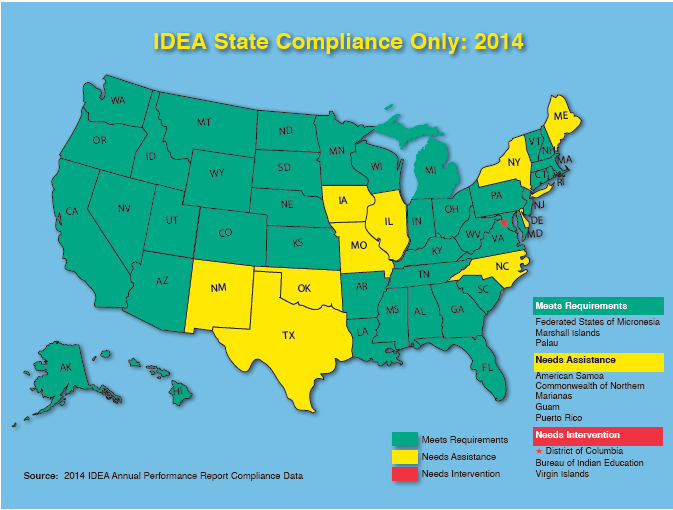 IDEA State Compliance Only: 2014
WA
MT
ND
MN
ME
OR
ID
WY
SD
WI
MI
NY
VT
NH
MA
CT
RI
CA
NV
UT
CO
NE
KS
IA
IL
MO
IN
OH
PA
NJ
DE
MD
WV
VA
KY
AZ
NM
OK
TX
AR
TN
NC
SC
MS
AL
GA
LA
FL
AK
HI
Meets Requirements
Federated States of Micronesia
Marshall islands
Palau
Needs Assistance
American Samoa
Commonwealth of Northern
Marianas
Guam
Puerto Rico
Needs Intervention
★ District of Columbia
Bureau of Indian Education
Virgin Islands
Meets Requirements
Needs Assistance
Needs Intervention
Source: 2014 IDEA Annual Performance Report Compliance Data